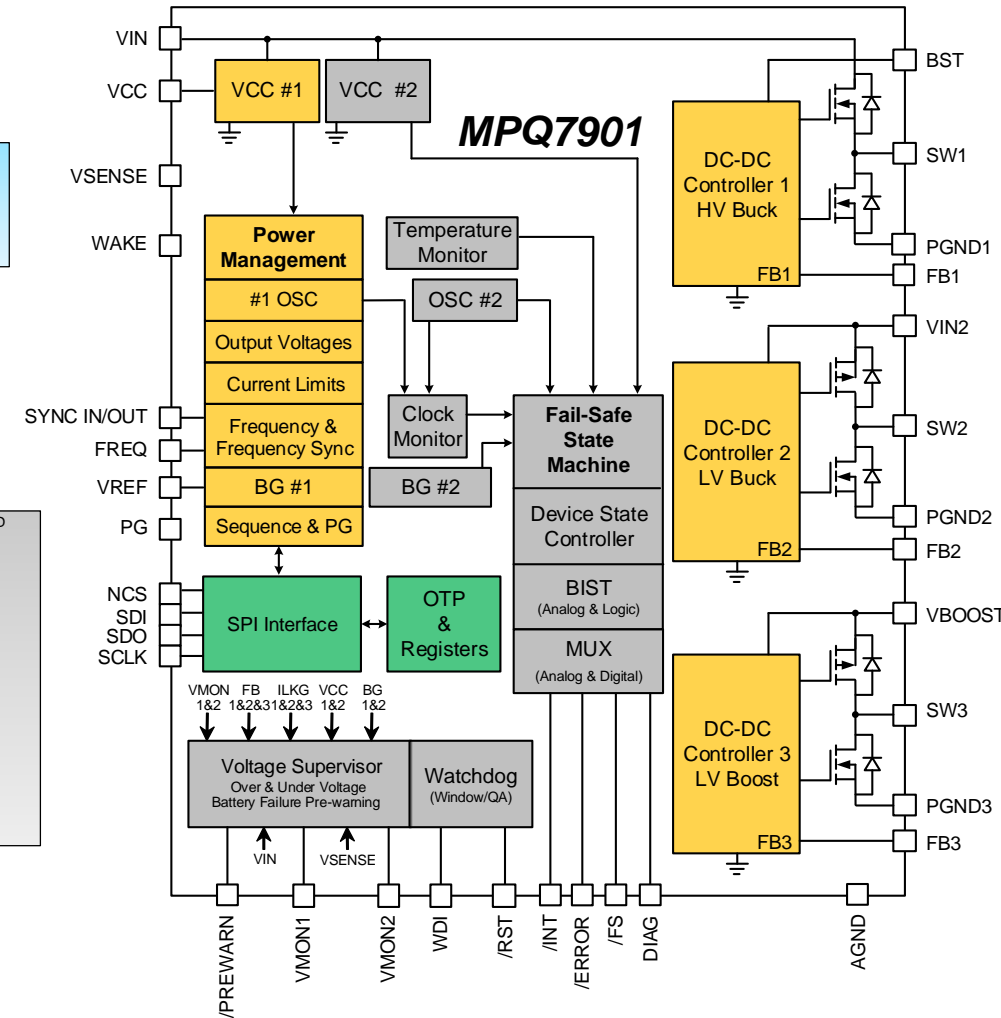 VIN
VCC
VSENSE
WAKE
SYNC IN/OUT
FREQ
VREF
PG
NCS
SDI
SDO
SCLK
VCC #1
VCC #2
MPQ7901
Power
Management
#1 OSC
Output Voltages
Current Limits
Frequency &
Frequency Sync
BG #1
Sequence & PG
Temperature
Monitor
OSC #2
Clock
Monitor
BG #2
Fail-Safe
State
Machine
Device State
Controller
BIST
(Analog & Logic)
MUX
(Analog & Digital)
SPI Interface
OTP
&
Registers
VMON FB ILKG VCC BG
1&2 1&2&3 1&2&3 1&2 1&2
Voltage Supervisor
Over & Under Voltage
Battery Failure Pre-warning
Watchdog
(Window/QA)
VIN
VSENSE
DC-DC
Controller 1
HV Buck
FB1
DC-DC
Controller 2
LV Buck
FB2
DC-DC
Controller 3
LV Boost
FB3
BST
SW1
PGND1
FB1
VIN2
SW2
PGND2
FB2
VBOOST
SW3
PGND3
FB3
/PREWARN
VMON1
VMON2
WDI
/RST
/INT
/ERROR
/FS
DIAG
AGND